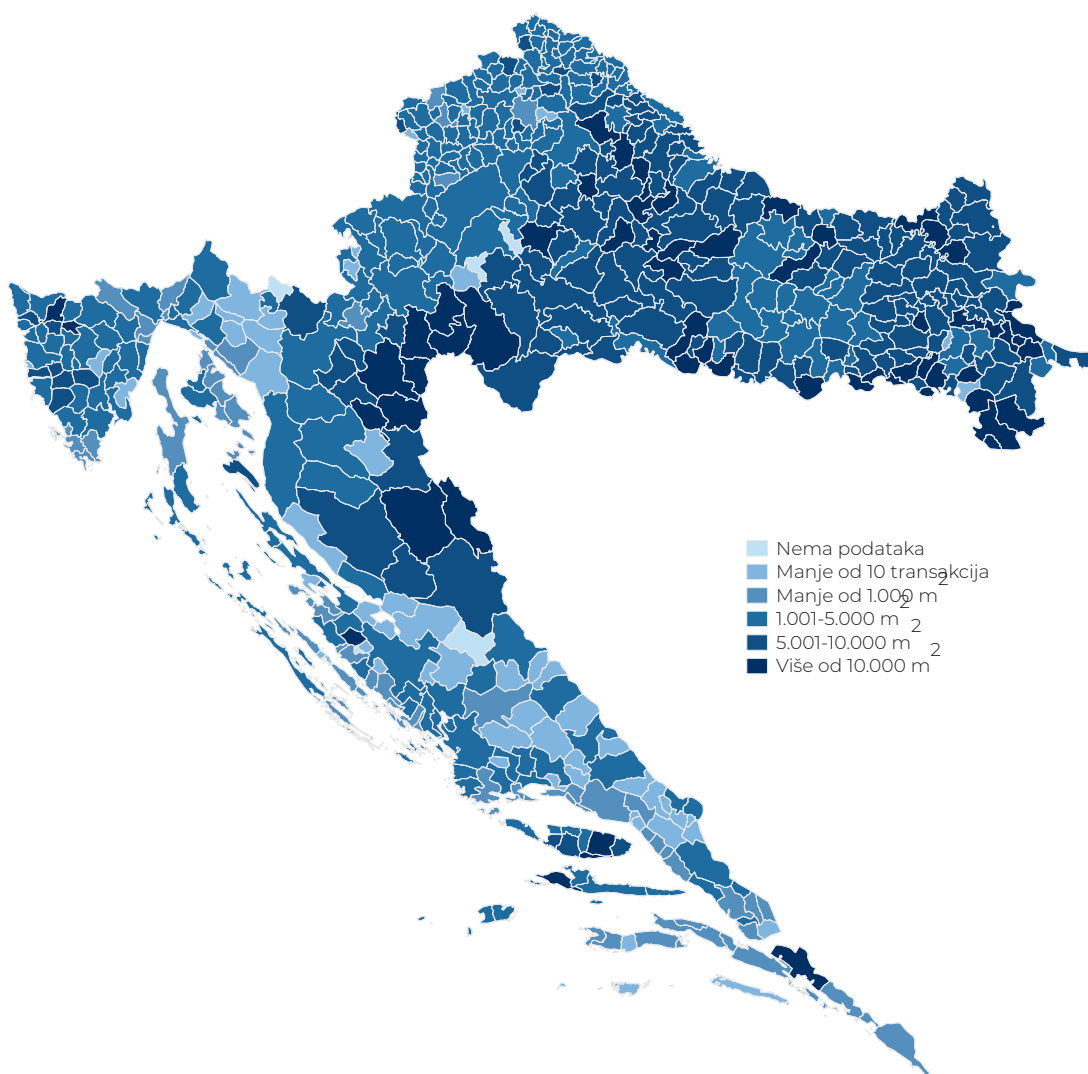 Nema podataka
Manje od 10 transakcija
Manje od 1.000 m²
1.001-5.000 m²
5.001-10.000 m²
Više od 10.000 m²